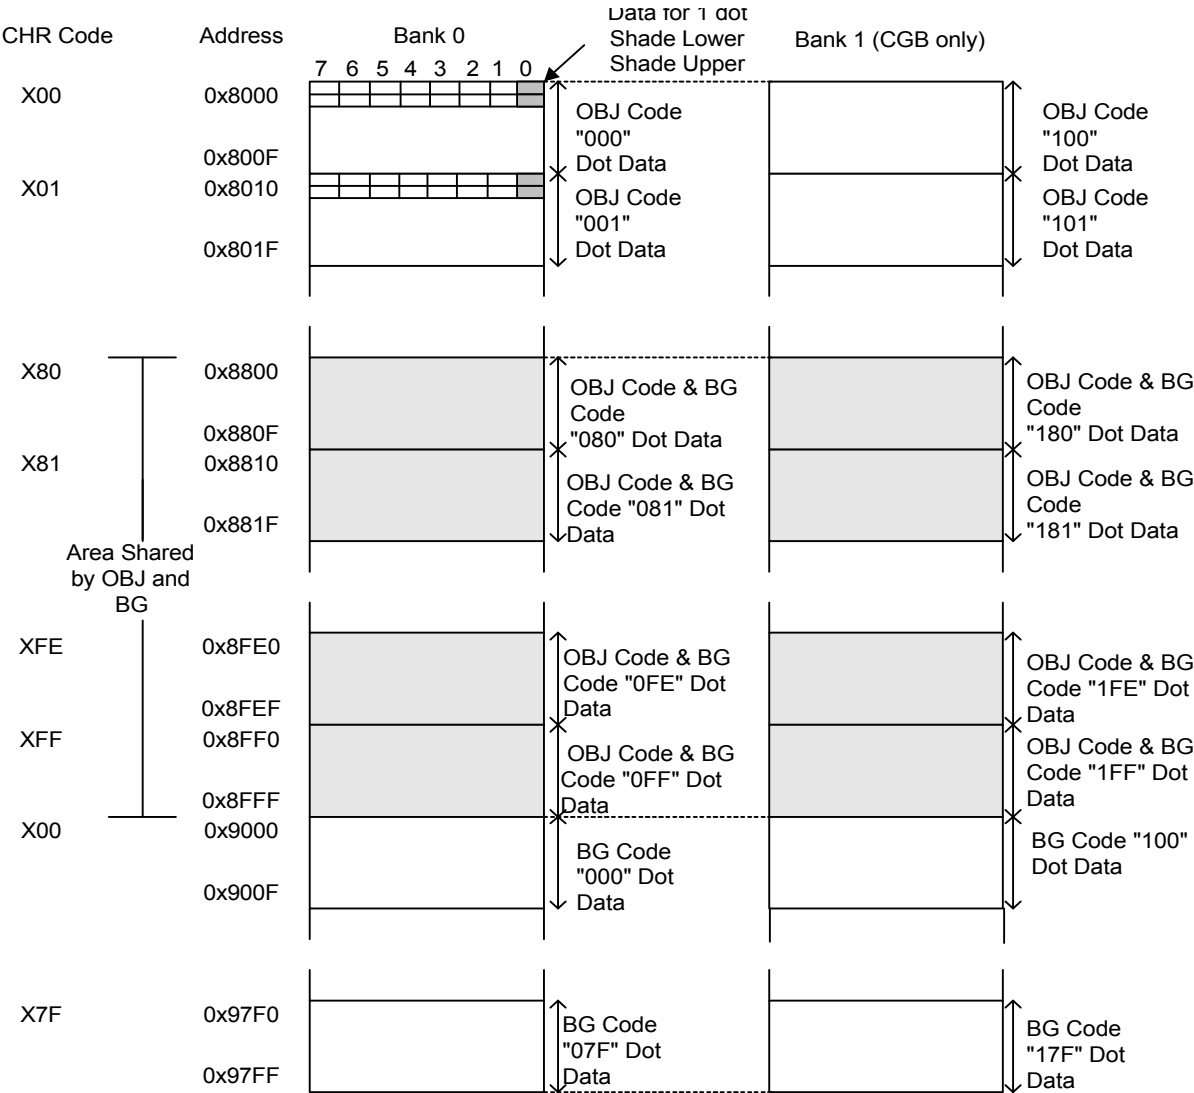 Data for 1 dot
CHR Code Address Bank 0 Shade Lower Bank 1 (CGB only)
Shade Upper
7 6 5 4 3 2 1 0
X00 0x8000
OBJ Code
"000"
Dot Data
OBJ Code
"100"
Dot Data
0x800F
X01 0x8010
OBJ Code
"001"
Dot Data
OBJ Code
"101"
Dot Data
0x801F
X80 0x8800
OBJ Code & BG
Code
"080" Dot Data
OBJ Code & BG
Code
"180" Dot Data
0x880F
X81 0x8810
OBJ Code & BG
Code "081" Dot
Data
OBJ Code & BG
Code
"181" Dot Data
0x881F
Area Shared
by OBJ and
BG
XFE 0x8FE0
OBJ Code & BG
Code "0FE" Dot
Data
OBJ Code & BG
Code "1FE" Dot
Data
0x8FEF
XFF 0x8FF0
OBJ Code & BG
Code "0FF" Dot
Data
OBJ Code & BG
Code "1FF" Dot
Data
0x8FFF
X00 0x9000
BG Code
"000" Dot
Data
BG Code "100"
Dot Data
0x900F
X7F 0x97F0
BG Code
"07F" Dot
Data
BG Code
"17F" Dot
Data
0x97FF